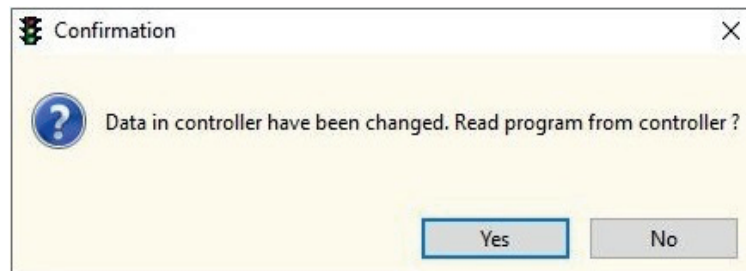 Confirmation
Data in controller have been changed. Read program from controller ?
Yes No